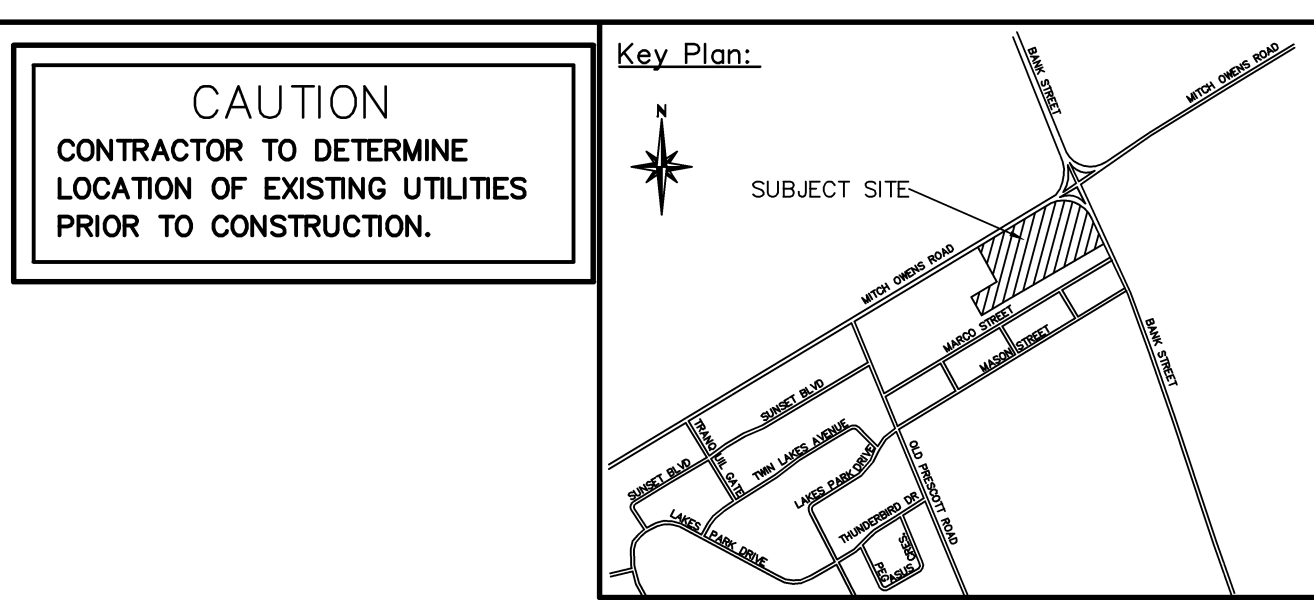 CAUTION
CONTRACTOR TO DETERMINE
LOCATION OF EXISTING UTILITIES
PRIOR TO CONSTRUCTION.
Key Plan:
N
SUBJECT SITE
BANK STREET
MITCH OWENS ROAD
MITCH OWENS ROAD
MARCO STREET
MASON STREET
BANK STREET
SUNSET BLVD
TRANQUIL GATE
TWIN LAKES AVENUE
SUNSET BLVD
LAKES PARK DRIVE
OLD PRESCOTT ROAD
LAKES PARK DRIVE
THUNDERBIRD DR
PEGASUS CRES.